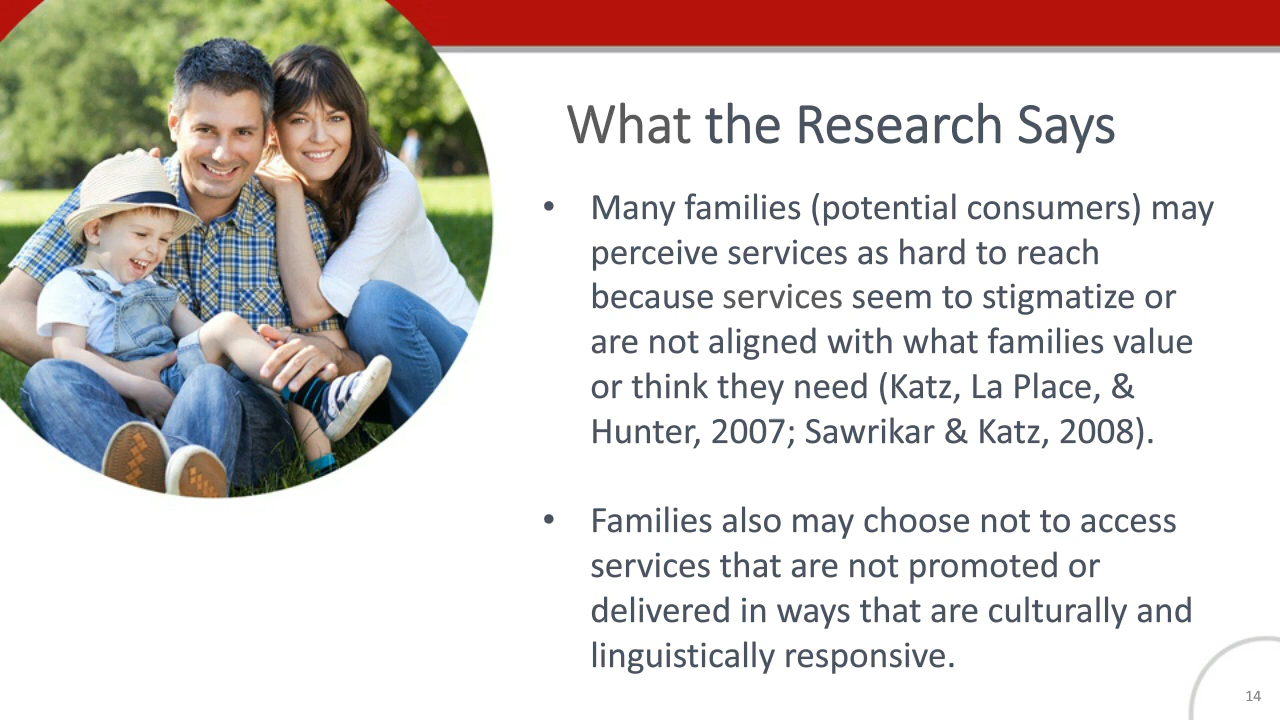 What the Research Says
• Many families (potential consumers) may
perceive services as hard to reach
because services seem to stigmatize or
are not aligned with what families value
or think they need (Katz, La Place, &
Hunter, 2007; Sawrikar & Katz, 2008).
• Families also may choose not to access
services that are not promoted or
delivered in ways that are culturally and
linguistically responsive.
14